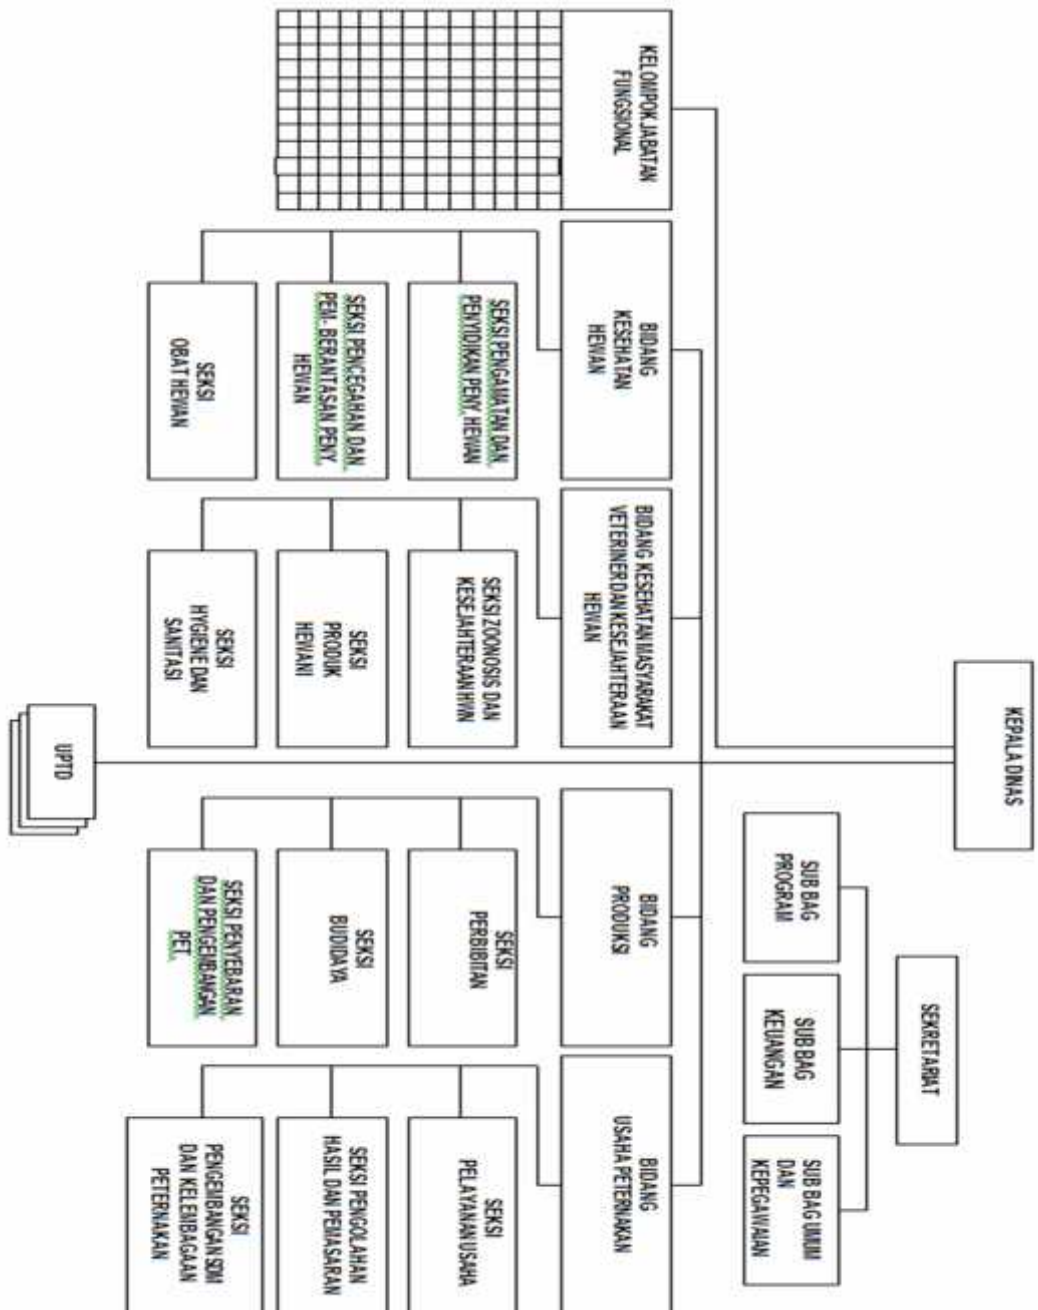 KEPALA DINAS
SEKRETARIAT
SUB BAG
PROGRAM
SUB BAG
KEUANGAN
SUB BAG UMUM
DAN
KEPEGAWAIAN
KELOMPOK JABATAN
FUNGSIONAL
BIDANG
KESEHATAN
HEWAN
SEKSI PENGAMATAN DAN
PENYIDIKAN PENY. HEWAN
SEKSI PENCEGAHAN DAN
PEM- BERANTASAN PENY.
HEWAN
SEKSI
OBAT HEWAN
BIDANG KESEHATAN MASYARAKAT
VETERINER DAN KESEJAHTERAAN
HEWAN
SEKSI ZOONOSIS DAN
KESEJAHTERAAN HWN
SEKSI
PRODUK
HEWANI
SEKSI
HYGIENE DAN
SANITASI
BIDANG
PRODUKSI
SEKSI
PERBIBITAN
SEKSI
BUDIDAYA
SEKSI PENYEBARAN
DAN PENGEMBANGAN
PET.
BIDANG
USAHA PETERNAKAN
SEKSI
PELAYANAN USAHA
SEKSI PENGOLAHAN
HASIL DAN PEMASARAN
SEKSI
PENGEMBANGAN SDM
DAN KELEMBAGAAN
PETERNAKAN
UPTD